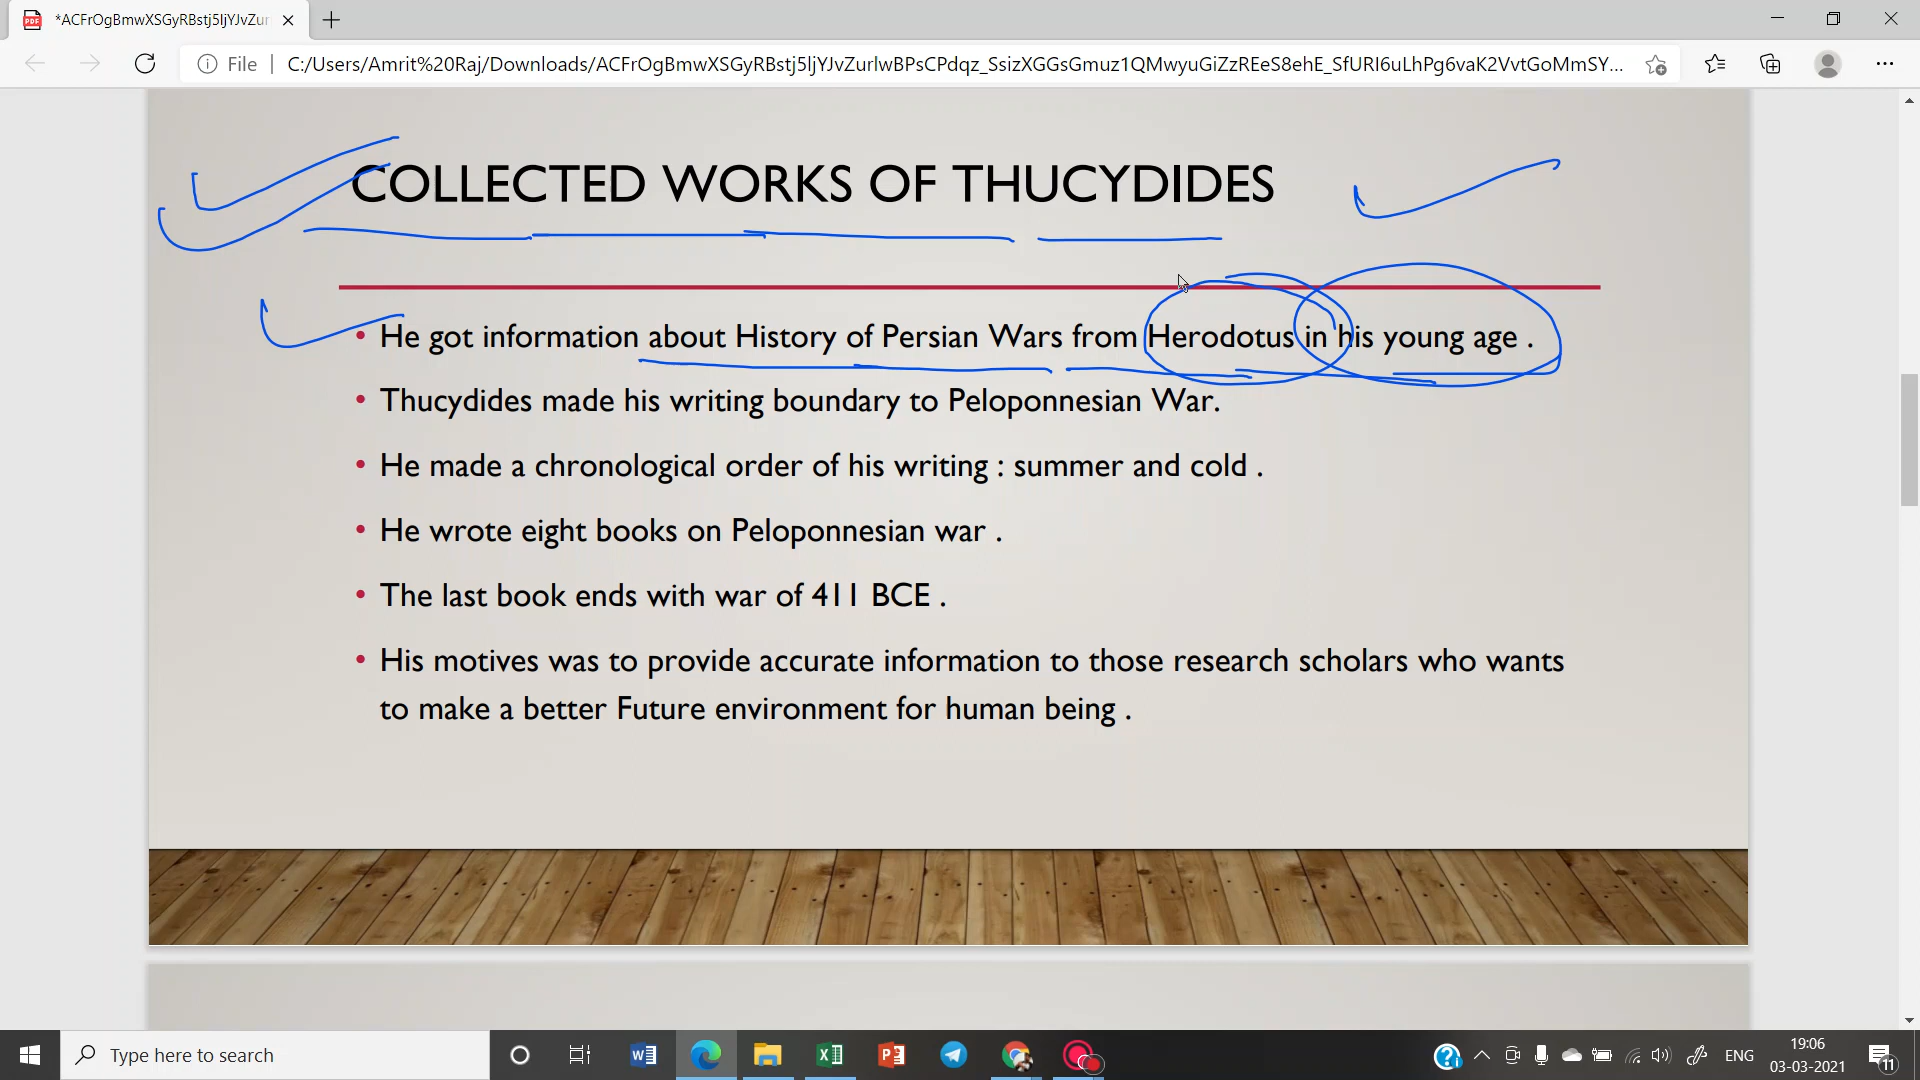 *ACFrOgBmwXSGyRBstj5IjYJvZur
File
C:/Users/Amrit%20Raj/Downloads/ACFrOgBmwXSGyRBstj5IjYJvZurlwBPsCPdqz_SsizXGGsGmuz1QMwyuGiZzREeS8ehE_SfURI6uLhPg6vaK2VvtGoMmSY...
COLLECTED WORKS OF THUCYDIDES
• He got information about History of Persian Wars from Herodotus in his young age .
• Thucydides made his writing boundary to Peloponnesian War.
• He made a chronological order of his writing : summer and cold .
• He wrote eight books on Peloponnesian war .
• The last book ends with war of 411 BCE .
• His motives was to provide accurate information to those research scholars who wants
to make a better Future environment for human being .
Type here to search
ENG
19:06
03-03-2021
11